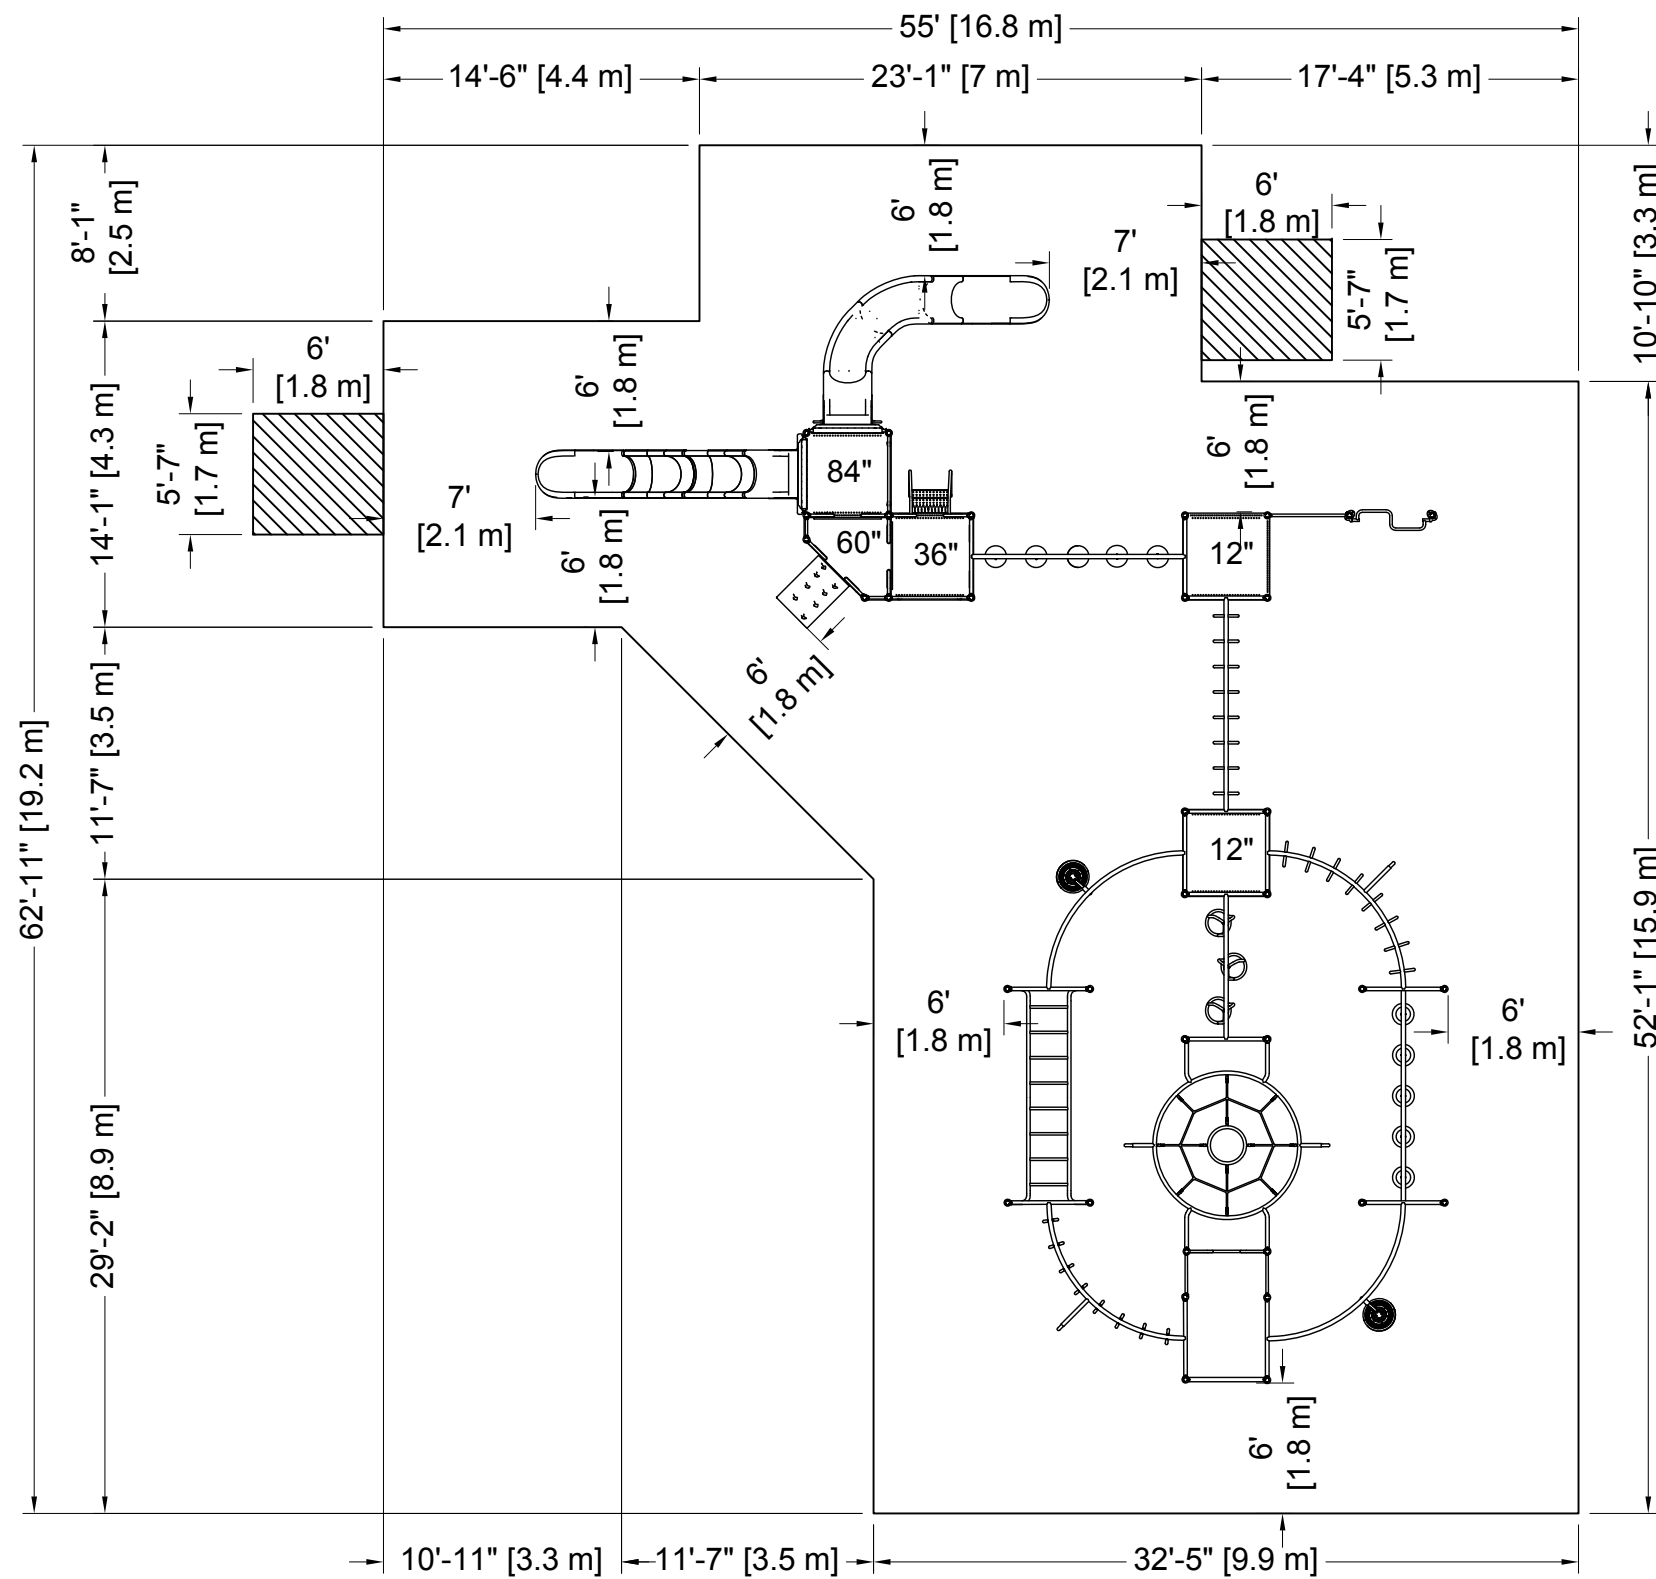 55' [16.8 m]
14'-6" [4.4 m]
23'-1" [7 m]
17'-4" [5.3 m]
8'-1"
[2.5 m]
6'
[1.8 m]
6'
[1.8 m]
10'-10" [3.3 m]
7'
[2.1 m]
5'-7"
[1.7 m]
6'
[1.8 m]
6'
[1.8 m]
6'
[1.8 m]
14'-1" [4.3 m]
5'-7"
[1.7 m]
7'
[2.1 m]
84"
6'
[1.8 m]
60"
36"
12"
6'
[1.8 m]
11'-7" [3.5 m]
62'-11" [19.2 m]
12"
52'-1" [15.9 m]
6'
[1.8 m]
6'
[1.8 m]
29'-2" [8.9 m]
6'
[1.8 m]
10'-11" [3.3 m]
11'-7" [3.5 m]
32'-5" [9.9 m]